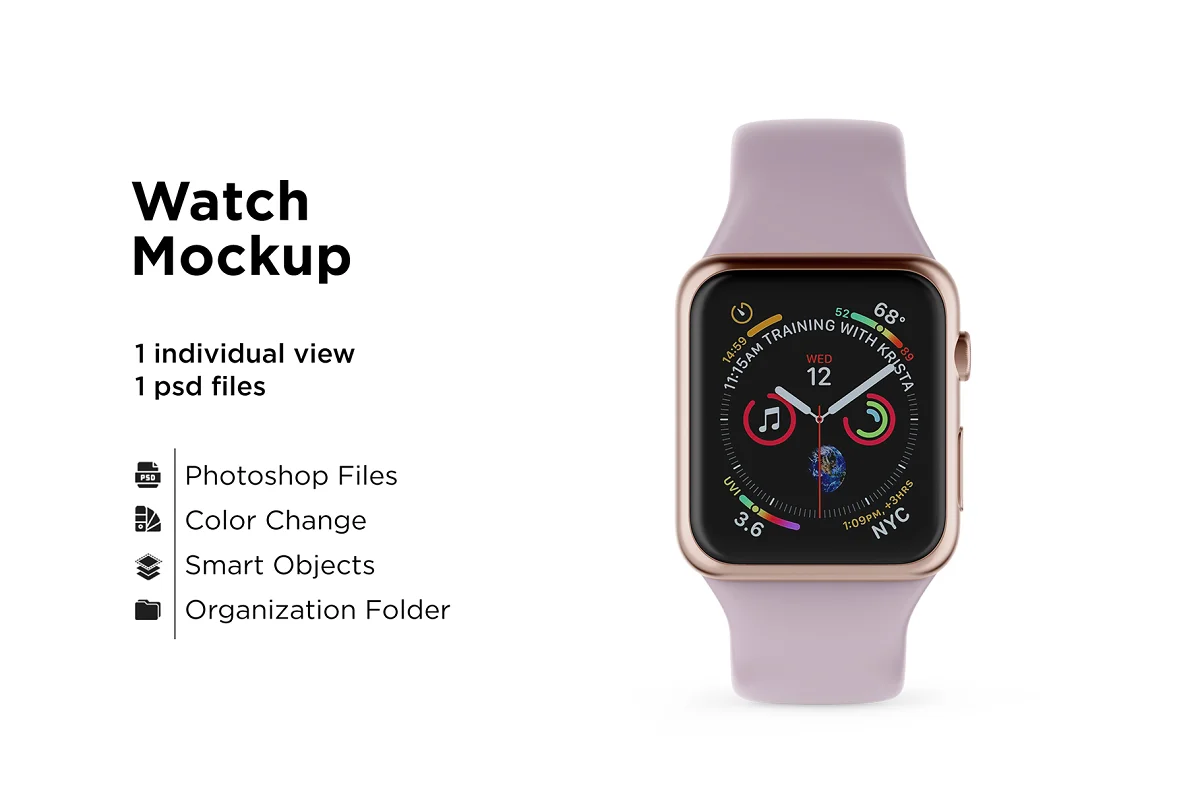 Watch
Mockup
1 individual view
1 psd files
PSD
Photoshop Files
Color Change
Smart Objects
Organization Folder
14:59
52
68°
89
11:15AM TRAINING WITH KRISTA
WED
12
UVI
3.6
1:09PM, +3HRS
NYC